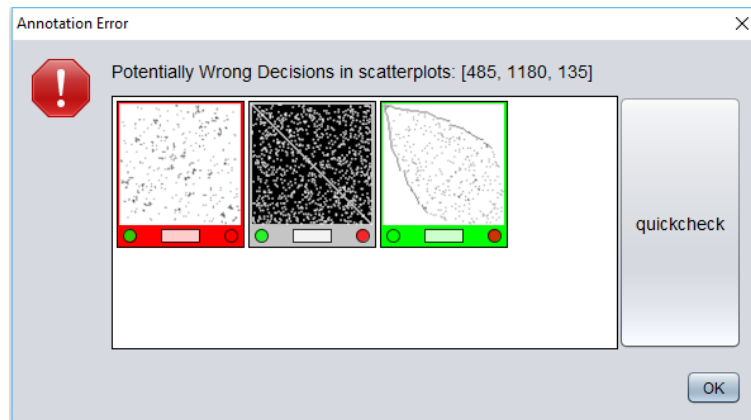 Annotation Error
Potentially Wrong Decisions in scatterplots: [485, 1180, 135]
quickcheck
OK